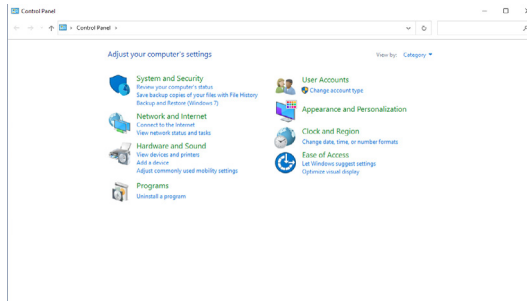 Control Panel
Control Panel
Adjust your computer's settings
View by: Category
System and Security
Review your computer's status
Save backup copies of your files with File History
Backup and Restore (Windows 7)
Network and Internet
Connect to the Internet
View network status and tasks
Hardware and Sound
View devices and printers
Add a device
Adjust commonly used mobility settings
Programs
Uninstall a program
User Accounts
Change account type
Appearance and Personalization
Clock and Region
Change date, time, or number formats
Ease of Access
Let Windows suggest settings
Optimize visual display